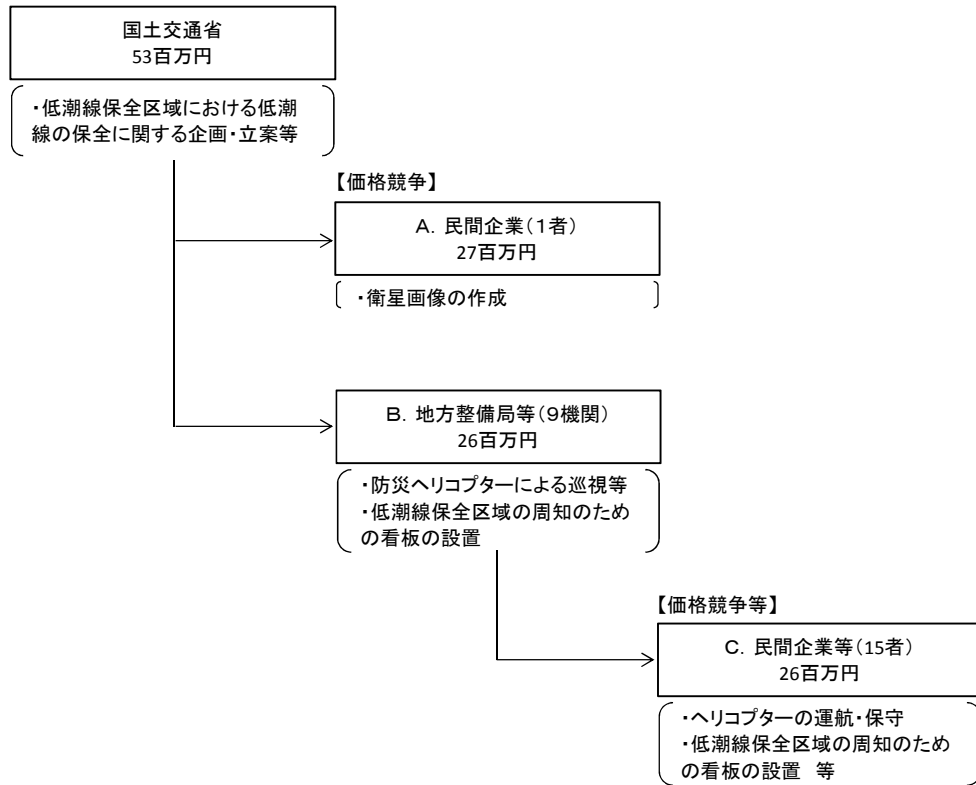 国土交通省
53百万円
・低潮線保全区域における低潮
線の保全に関する企画・立案等
【価格競争】
A．民間企業（１者）
27百万円
・衛星画像の作成
B．地方整備局等（９機関）
26百万円
・防災ヘリコプターによる巡視等
・低潮線保全区域の周知のため
の看板の設置
【価格競争等】
C．民間企業等（15者）
26百万円
・ヘリコプターの運航・保守
・低潮線保全区域の周知のため
の看板の設置　等